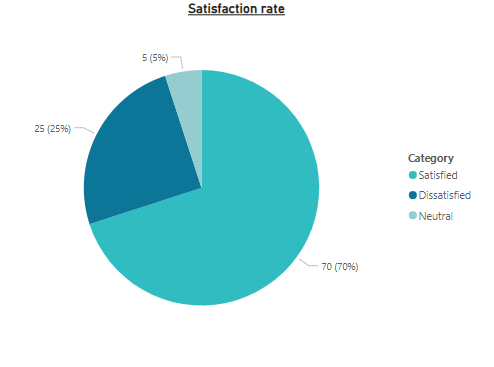 Satisfaction rate
5 (5%)
25 (25%)
70 (70%)
Category
Satisfied
Dissatisfied
Neutral